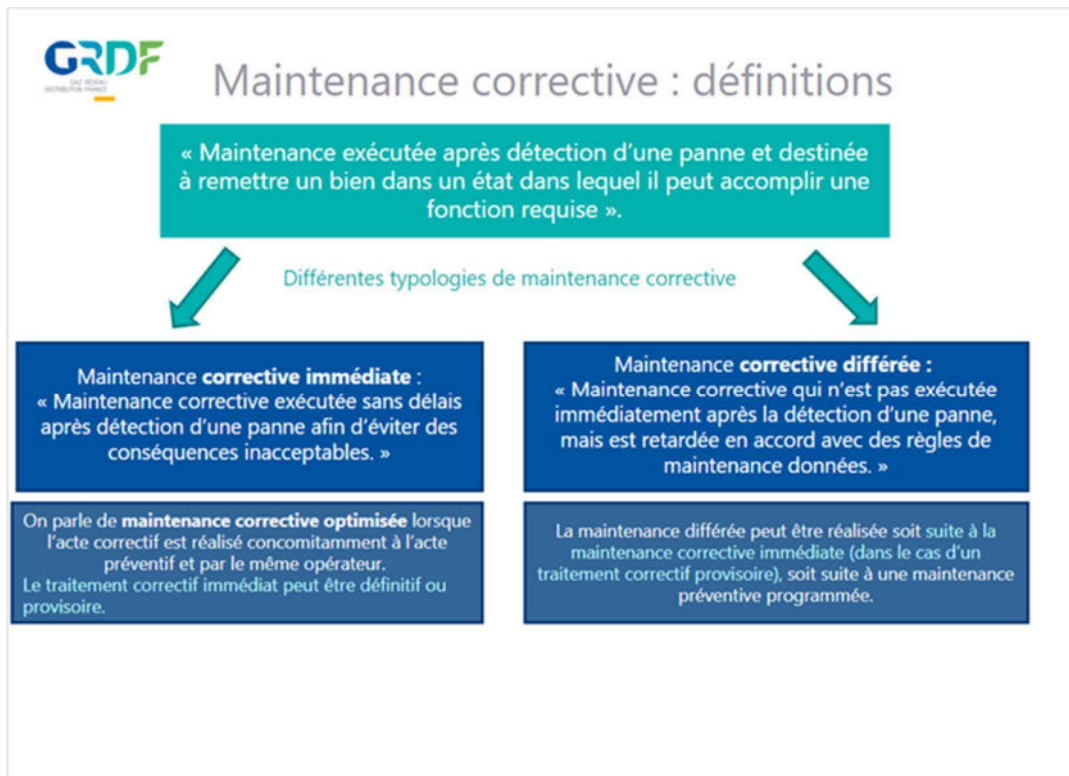 GRDF
GAZ RÉSEAU
DISTRIBUTION FRANCE
Maintenance corrective : définitions
« Maintenance exécutée après détection d’une panne et destinée
à remettre un bien dans un état dans lequel il peut accomplir une
fonction requise ».
Différentes typologies de maintenance corrective
Maintenance corrective immédiate :
« Maintenance corrective exécutée sans délais
après détection d’une panne afin d’éviter des
conséquences inacceptables. »
On parle de maintenance corrective optimisée lorsque
l’acte correctif est réalisé concomitamment à l’acte
préventif et par le même opérateur.
Le traitement correctif immédiat peut être définitif ou
provisoire.
Maintenance corrective différée :
« Maintenance corrective qui n’est pas exécutée
immédiatement après la détection d’une panne,
mais est retardée en accord avec des règles de
maintenance données. »
La maintenance différée peut être réalisée soit suite à la
maintenance corrective immédiate (dans le cas d’un
traitement correctif provisoire), soit suite à une maintenance
préventive programmée.